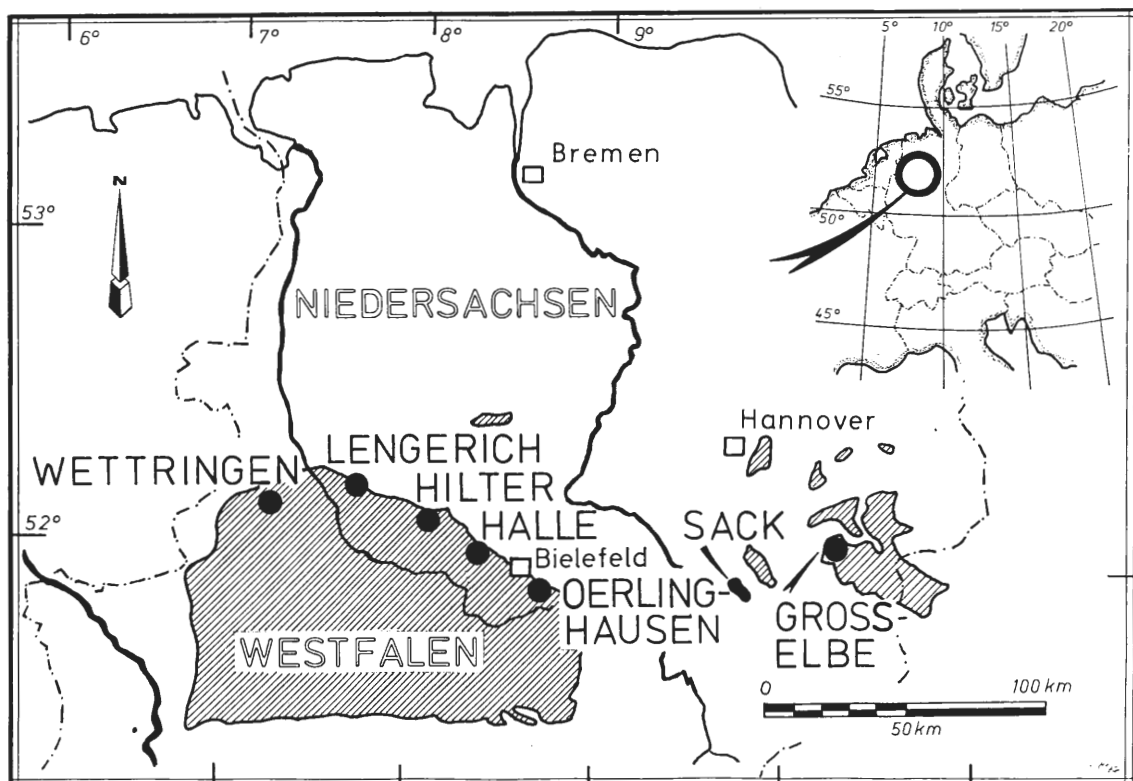 6°
7°
8°
9°
5°
10°
15°
20°
55°
Bremen
N
53°
50°
NIEDERSACHSEN
45°
Hannover
LENGERICH
WETTRINGEN
HILTER
52°
HALLE
SACK
Bielefeld
OERLING-
HAUSEN
GROSS-
ELBE
WESTFALEN
0
100 km
50 km